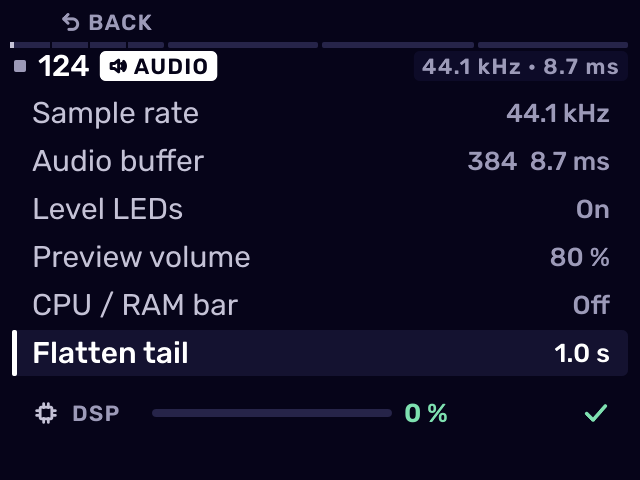 BACK
124 AUDIO 44.1 kHz • 8.7 ms
Sample rate 44.1 kHz
Audio buffer 384 8.7 ms
Level LEDs On
Preview volume 80 %
CPU / RAM bar Off
Flatten tail 1.0 s
DSP 0 %